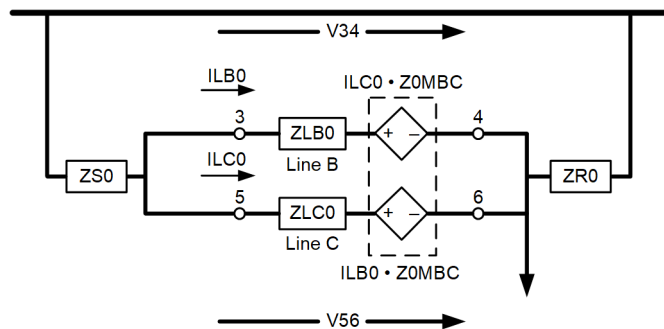 V34
ILB0
ILC0 • Z0MBC
3
ZLB0
+ −
4
Line B
ILC0
ZS0
ZR0
5
ZLC0
+ −
6
Line C
ILB0 • Z0MBC
V56